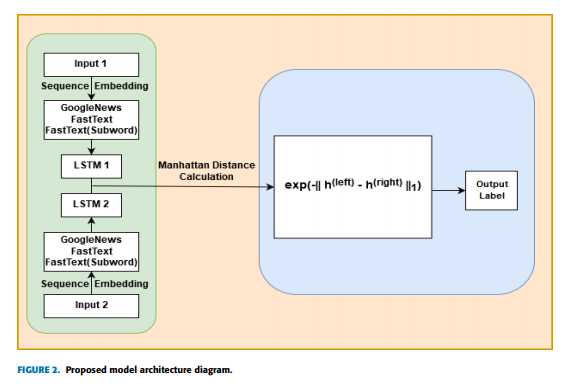 Input 1
Sequence Embedding
GoogleNews
FastText
FastText(Subword)
LSTM 1
Manhattan Distance
Calculation
LSTM 2
GoogleNews
FastText
FastText(Subword)
Sequence Embedding
Input 2
exp(-‖ h(left) - h(right) ‖1)
Output
Label
FIGURE 2. Proposed model architecture diagram.